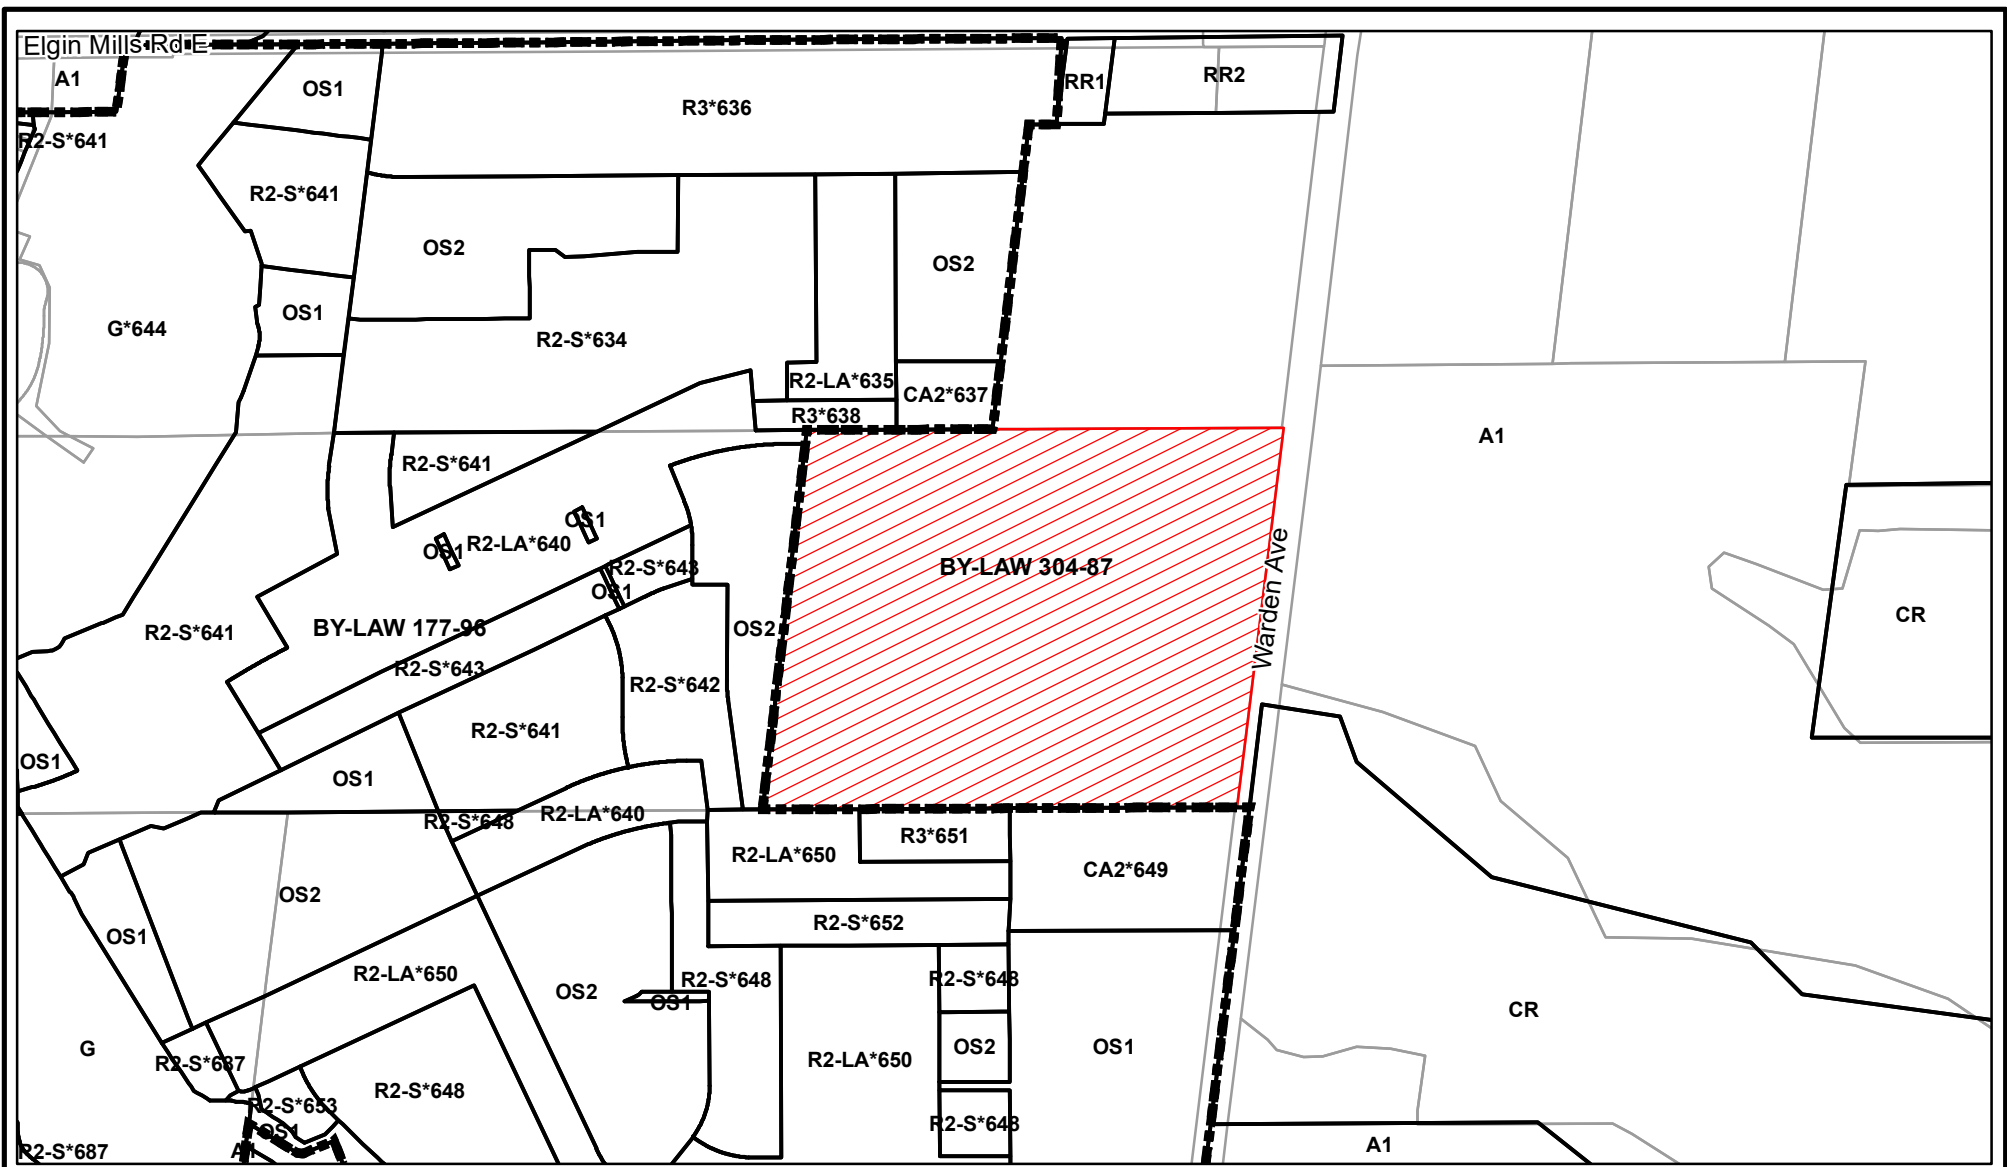 Elgin Mills Rd E
A1
OS1
RR1
RR2
R3*636
R2-S*641
R2-S*641
OS2
OS2
OS1
G*644
R2-S*634
R2-LA*635
CA2*637
R3*638
A1
R2-S*641
OS1
OS1
R2-LA*640
R2-S*643
OS1
BY-LAW 304-87
Warden Ave
CR
R2-S*641
BY-LAW 177-96
OS2
R2-S*643
R2-S*642
R2-S*641
OS1
OS1
R2-S*648
R2-LA*640
R3*651
R2-LA*650
CA2*649
OS2
R2-S*652
OS1
R2-LA*650
R2-S*648
R2-S*648
OS2
OS1
CR
G
R2-S*687
R2-LA*650
OS2
OS1
R2-S*648
R2-S*653
R2-S*648
OS1
R2-S*687
A1
A1